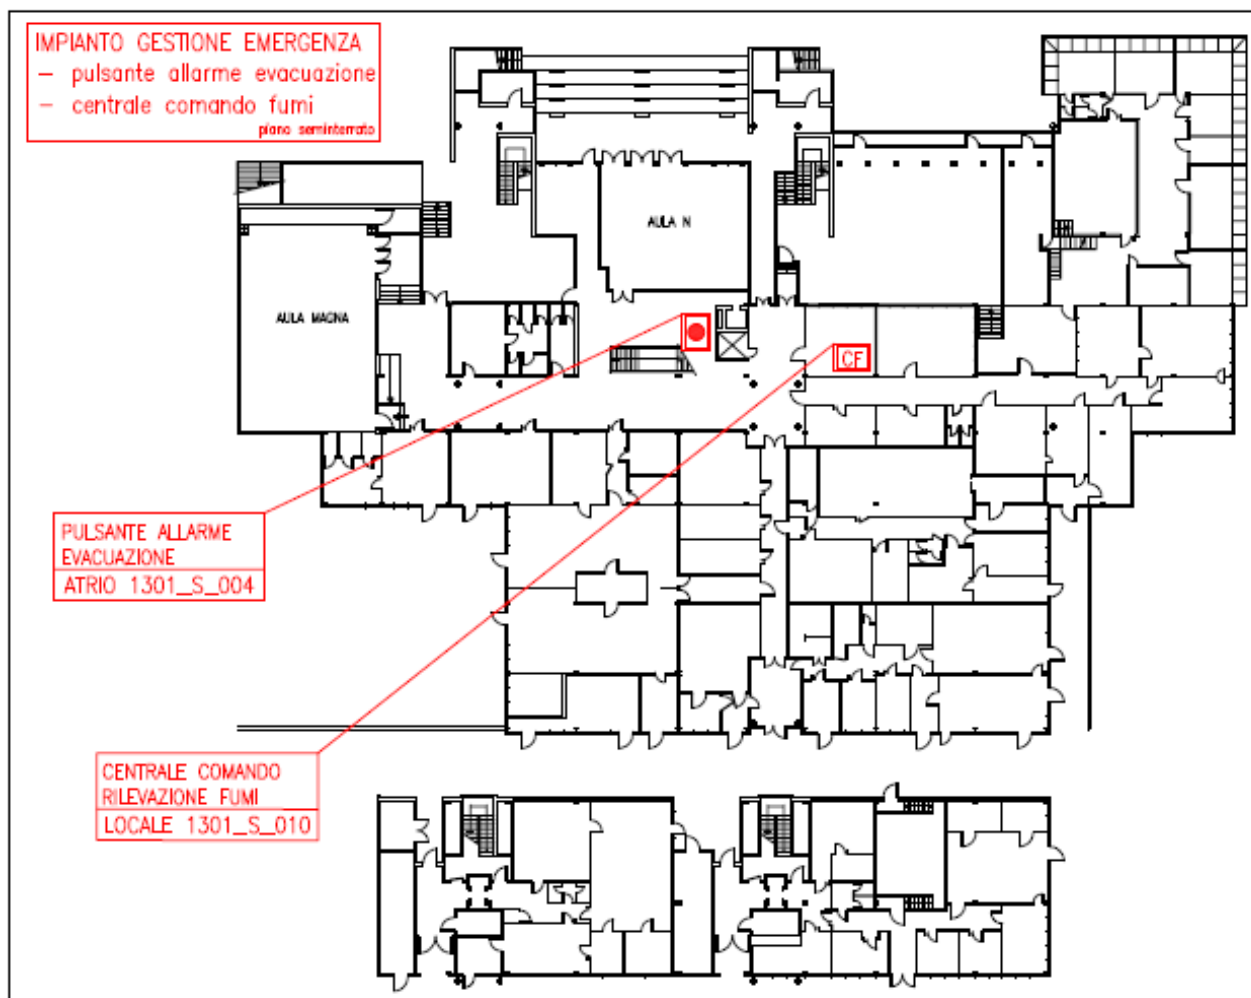 IMPIANTO GESTIONE EMERGENZA
– pulsante allarme evacuazione
– centrale comando fumi
piano seminterrato
AULA N
AULA MAGNA
CF
PULSANTE ALLARME
EVACUAZIONE
ATRIO 1301_S_004
CENTRALE COMANDO
RILEVAZIONE FUMI
LOCALE 1301_S_010